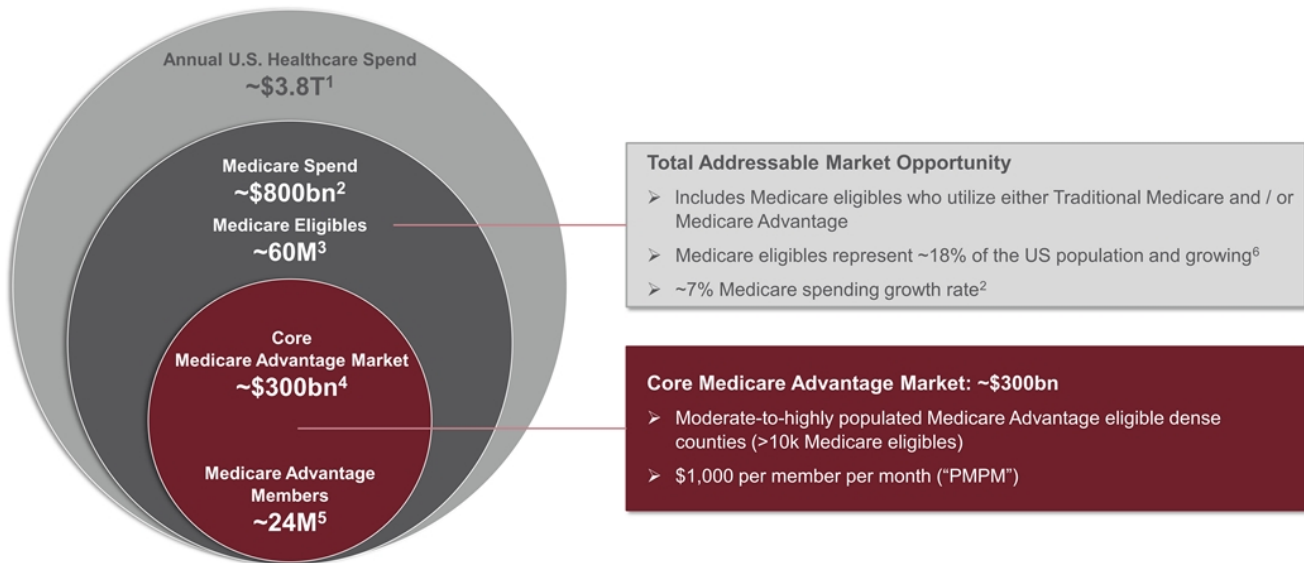 Annual U.S. Healthcare Spend
~$3.8T¹
Medicare Spend
~$800bn²
Medicare Eligibles
~60M³
Core
Medicare Advantage Market
~$300bn⁴
Medicare Advantage
Members
~24M⁵
Total Addressable Market Opportunity
➢ Includes Medicare eligibles who utilize either Traditional Medicare and / or
Medicare Advantage
➢ Medicare eligibles represent ~18% of the US population and growing⁶
➢ ~7% Medicare spending growth rate²
Core Medicare Advantage Market: ~$300bn
➢ Moderate-to-highly populated Medicare Advantage eligible dense
counties (>10k Medicare eligibles)
➢ $1,000 per member per month (“PMPM”)